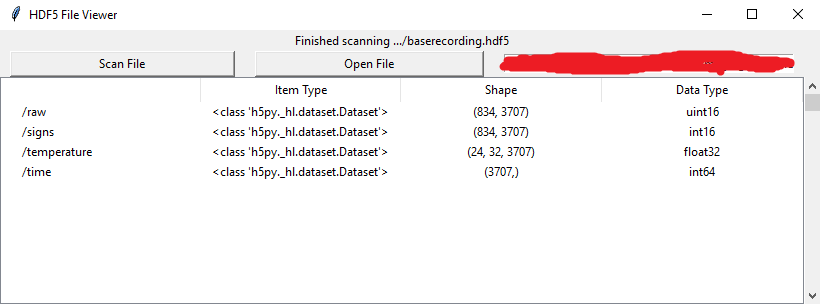 HDF5 File Viewer
Finished scanning .../baserecording.hdf5
Scan File Open File
Item Type Shape Data Type
/raw <class 'h5py._hl.dataset.Dataset'> (834, 3707) uint16
/signs <class 'h5py._hl.dataset.Dataset'> (834, 3707) int16
/temperature <class 'h5py._hl.dataset.Dataset'> (24, 32, 3707) float32
/time <class 'h5py._hl.dataset.Dataset'> (3707,) int64